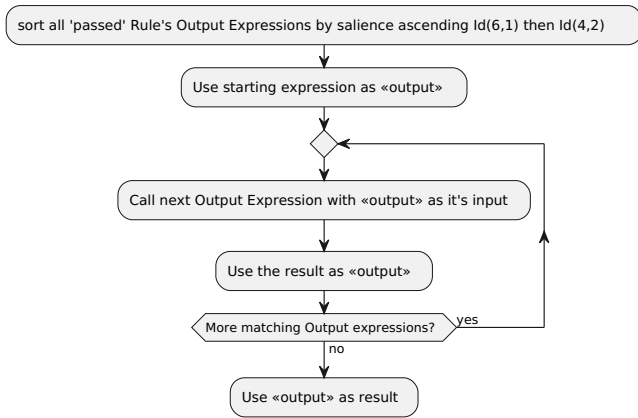 sort all 'passed' Rule's Output Expressions by salience ascending Id(6,1) then Id(4,2)
Use starting expression as «output»
Call next Output Expression with «output» as it's input
Use the result as «output»
More matching Output expressions?
yes
no
Use «output» as result